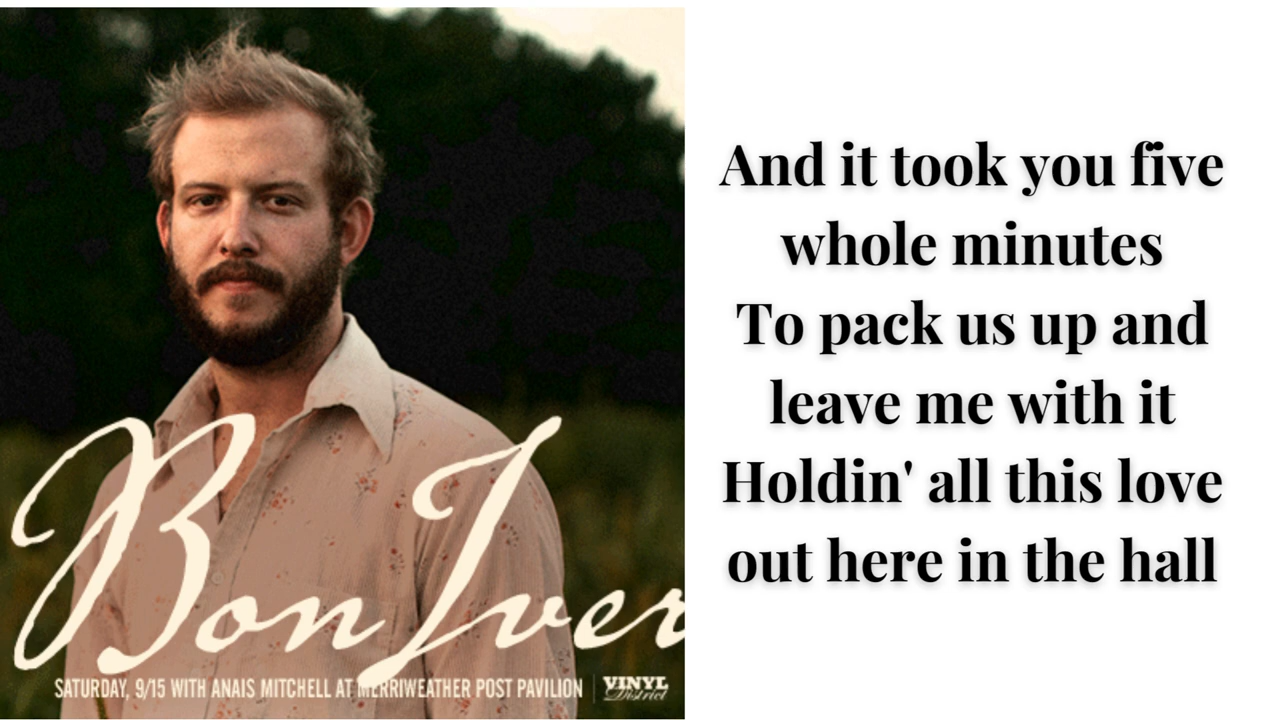 Bon Iver
SATURDAY, 9/15 WITH ANAIS MITCHELL AT MERRIWEATHER POST PAVILION
VINYL
District
And it took you five
whole minutes
To pack us up and
leave me with it
Holdin' all this love
out here in the hall